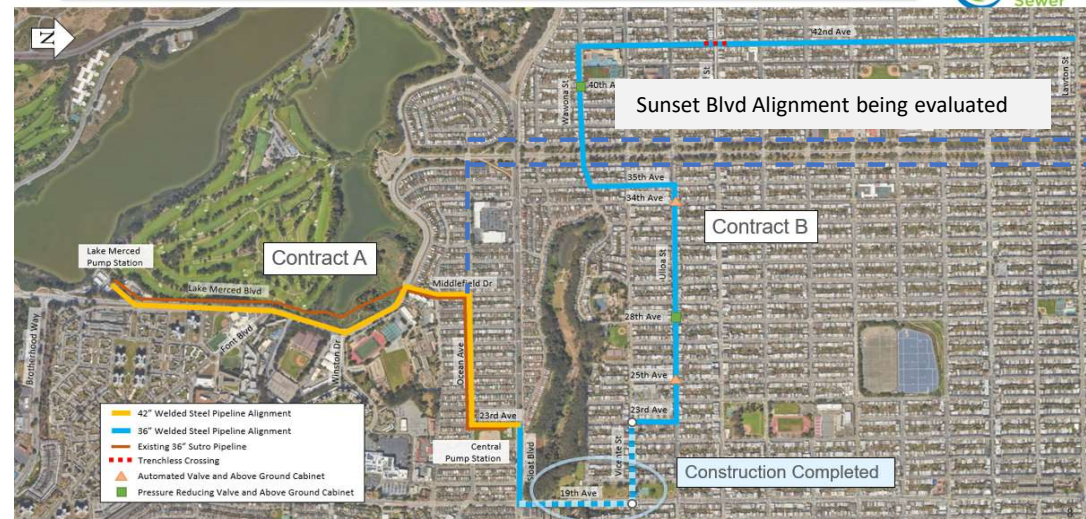 Sewer
N
42nd Ave
Lawton St
Wawona St
40th A
f St
Sunset Blvd Alignment being evaluated
35th Ave
34th Ave
Contract B
Ulloa St
Lake Merced
Pump Station
Contract A
Lake Merced Blvd
Middlefield Dr
28th Ave
Brotherhood Way
Font Blvd
Winston Dr
Ocean Ave
25th Ave
23rd Ave
23rd Ave
Central
Pump Station
Sloat Blvd
Vicente St
Construction Completed
19th Ave
42" Welded Steel Pipeline Alignment
36" Welded Steel Pipeline Alignment
Existing 36" Sutro Pipeline
Trenchless Crossing
Automated Valve and Above Ground Cabinet
Pressure Reducing Valve and Above Ground Cabinet